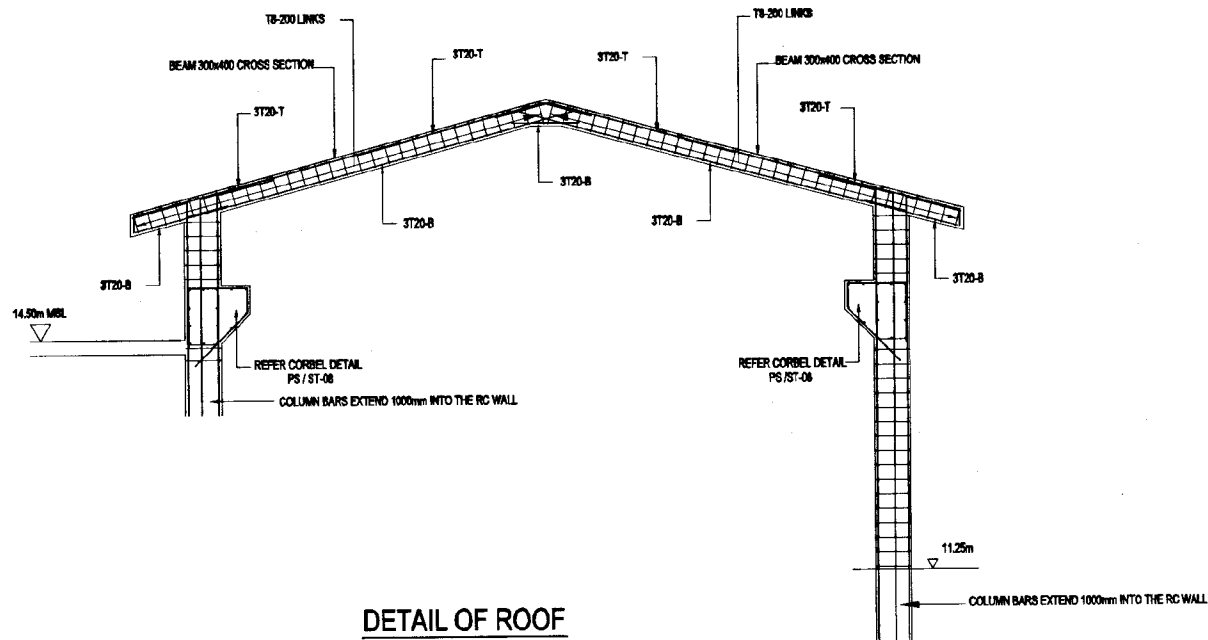 T8-200 LINKS
T8-200 LINKS
3T20-T
3T20-T
BEAM 300x400 CROSS SECTION
BEAM 300x400 CROSS SECTION
3T20-T
3T20-T
3T20-B
3T20-B
3T20-B
3T20-B
3T20-B
14.50m MSL
REFER CORBEL DETAIL
PS / ST-08
REFER CORBEL DETAIL
PS /ST-08
COLUMN BARS EXTEND 1000mm INTO THE RC WALL
11.25m
COLUMN BARS EXTEND 1000mm INTO THE RC WALL
DETAIL OF ROOF